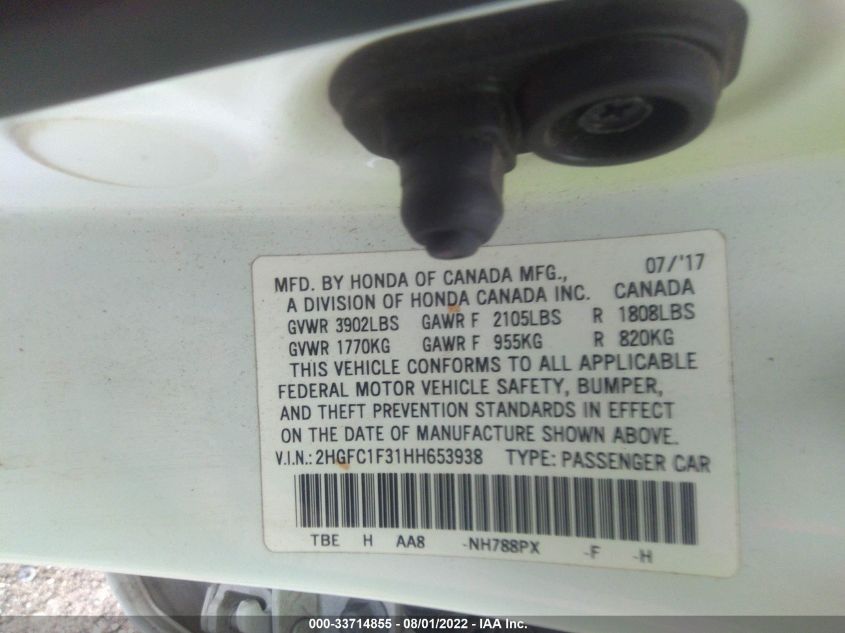 MFD. BY HONDA OF CANADA MFG., 07/'17
A DIVISION OF HONDA CANADA INC. CANADA
GVWR 3902LBS GAWR F 2105LBS R 1808LBS
GVWR 1770KG GAWR F 955KG R 820KG
THIS VEHICLE CONFORMS TO ALL APPLICABLE
FEDERAL MOTOR VEHICLE SAFETY, BUMPER,
AND THEFT PREVENTION STANDARDS IN EFFECT
ON THE DATE OF MANUFACTURE SHOWN ABOVE.
V.I.N.: 2HGFC1F31HH653938 TYPE: PASSENGER CAR
TBE H AA8 -NH788PX -F -H
000-33714855 - 08/01/2022 - IAA Inc.